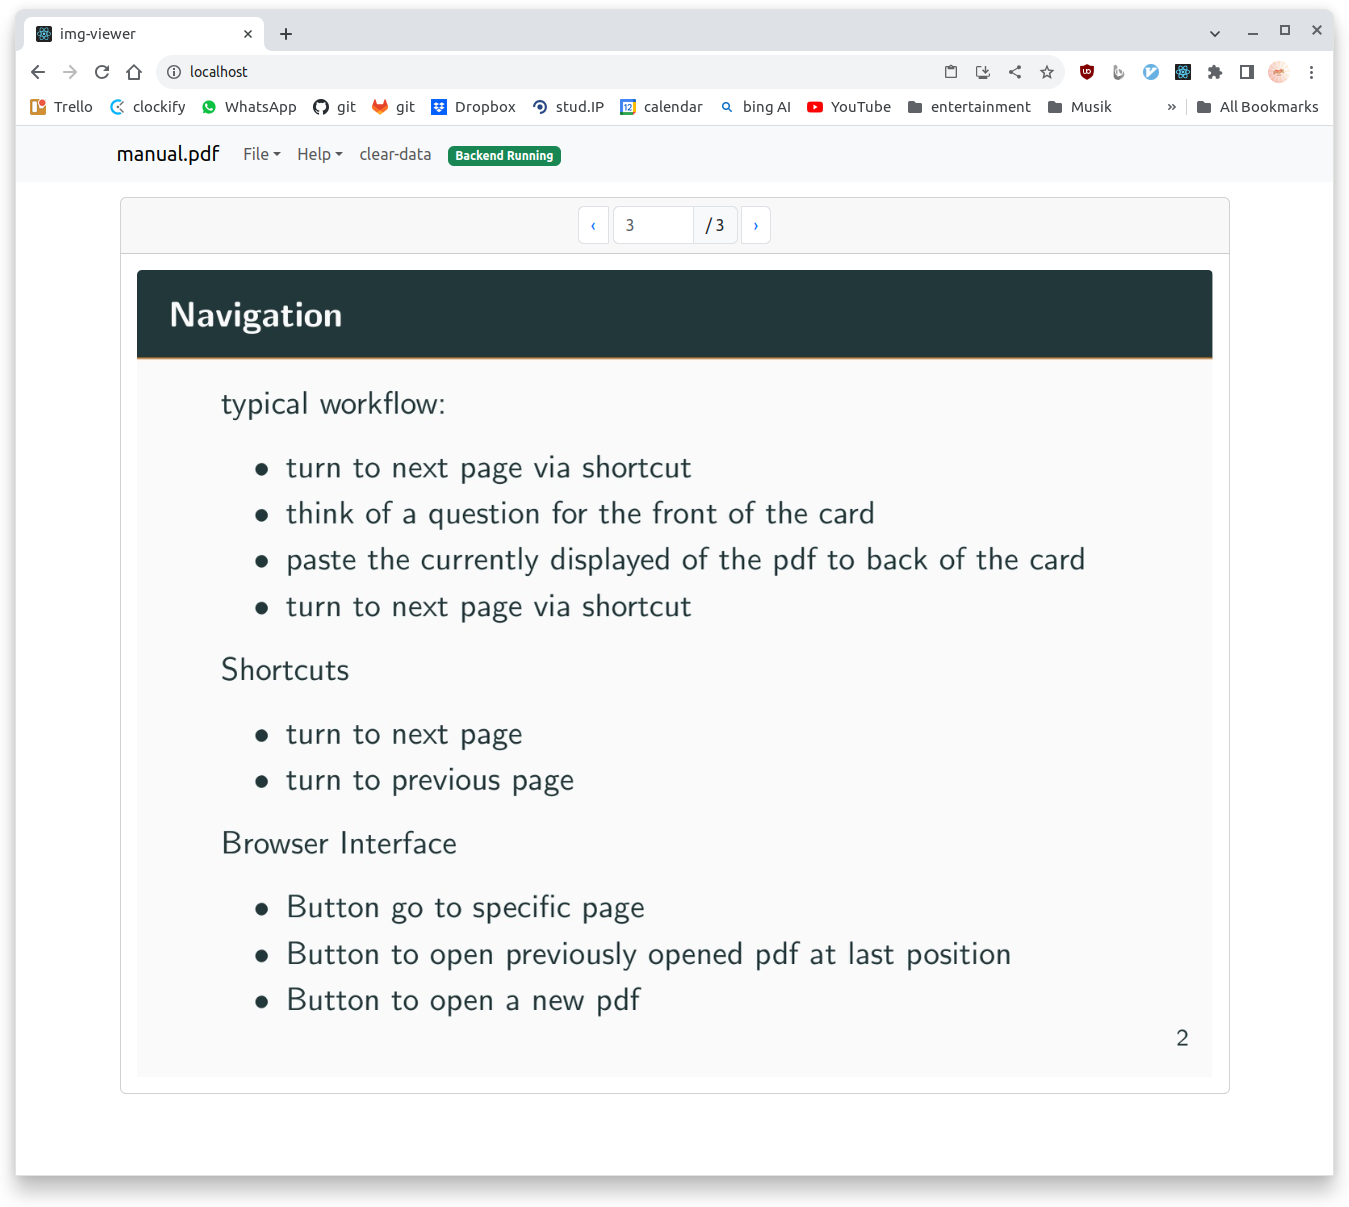 img-viewer
localhost
Trello clockify WhatsApp git git Dropbox stud.IP 12 calendar bing AI YouTube entertainment Musik » All Bookmarks
manual.pdf File Help clear-data Backend Running
‹ 3 / 3 ›
Navigation
typical workflow:
• turn to next page via shortcut
• think of a question for the front of the card
• paste the currently displayed of the pdf to back of the card
• turn to next page via shortcut
Shortcuts
• turn to next page
• turn to previous page
Browser Interface
• Button go to specific page
• Button to open previously opened pdf at last position
• Button to open a new pdf
2